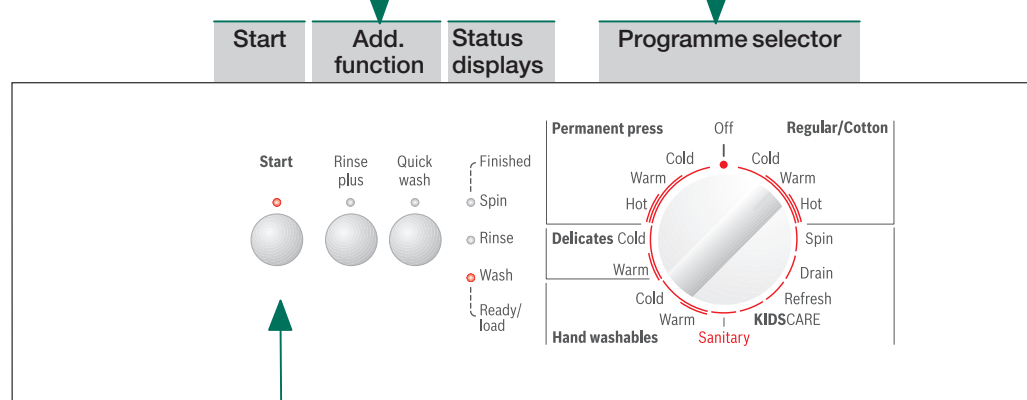 Start
Add.
function
Status
displays
Programme selector
Start
Rinse
plus
Quick
wash
Finished
Spin
Rinse
Wash
Ready/
load
Permanent press
Off
Regular/Cotton
Cold
Warm
Hot
Cold
Warm
Hot
Delicates Cold
Warm
Spin
Drain
Refresh
KIDSCARE
Cold
Warm
Sanitary
Hand washables